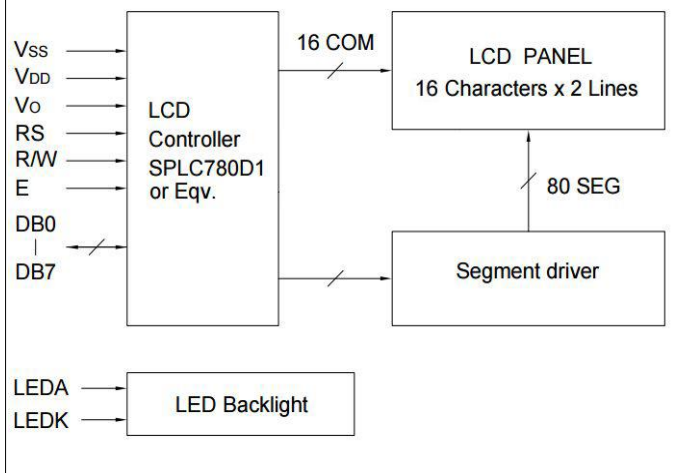 Vss
VDD
Vo
RS
R/W
E
DB0
DB7
LCD
Controller
SPLC780D1
or Eqv.
16 COM
LCD PANEL
16 Characters x 2 Lines
80 SEG
Segment driver
LEDA
LEDK
LED Backlight